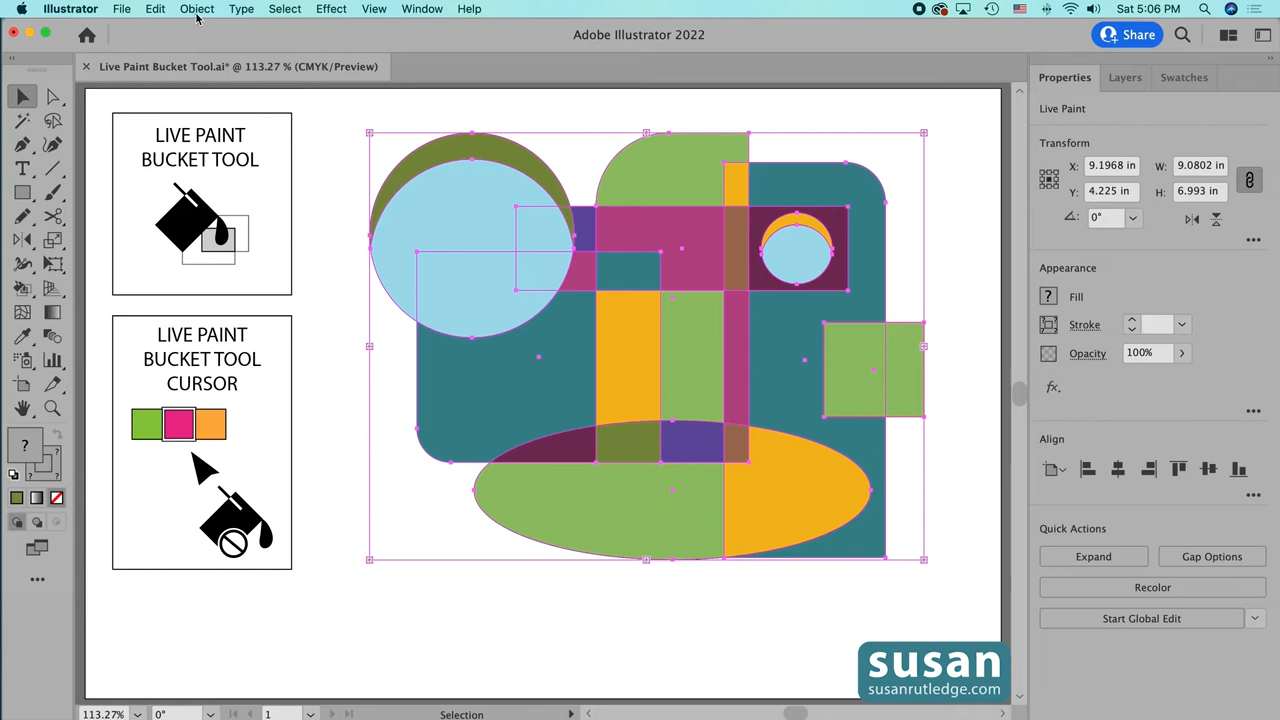 Illustrator File Edit Object Type Select Effect View Window Help
Sat 5:06 PM
Adobe Illustrator 2022
Share
Live Paint Bucket Tool.ai* @ 113.27 % (CMYK/Preview)
Properties Layers Swatches
Live Paint
Transform
X: 9.1968 in W: 9.0802 in
Y: 4.225 in H: 6.993 in
0°
Appearance
? Fill
Stroke
Opacity 100%
fx.
Align
Quick Actions
Expand Gap Options
Recolor
Start Global Edit
LIVE PAINT
BUCKET TOOL
LIVE PAINT
BUCKET TOOL
CURSOR
?
susan
susanrutledge.com
113.27% 0° 1 Selection